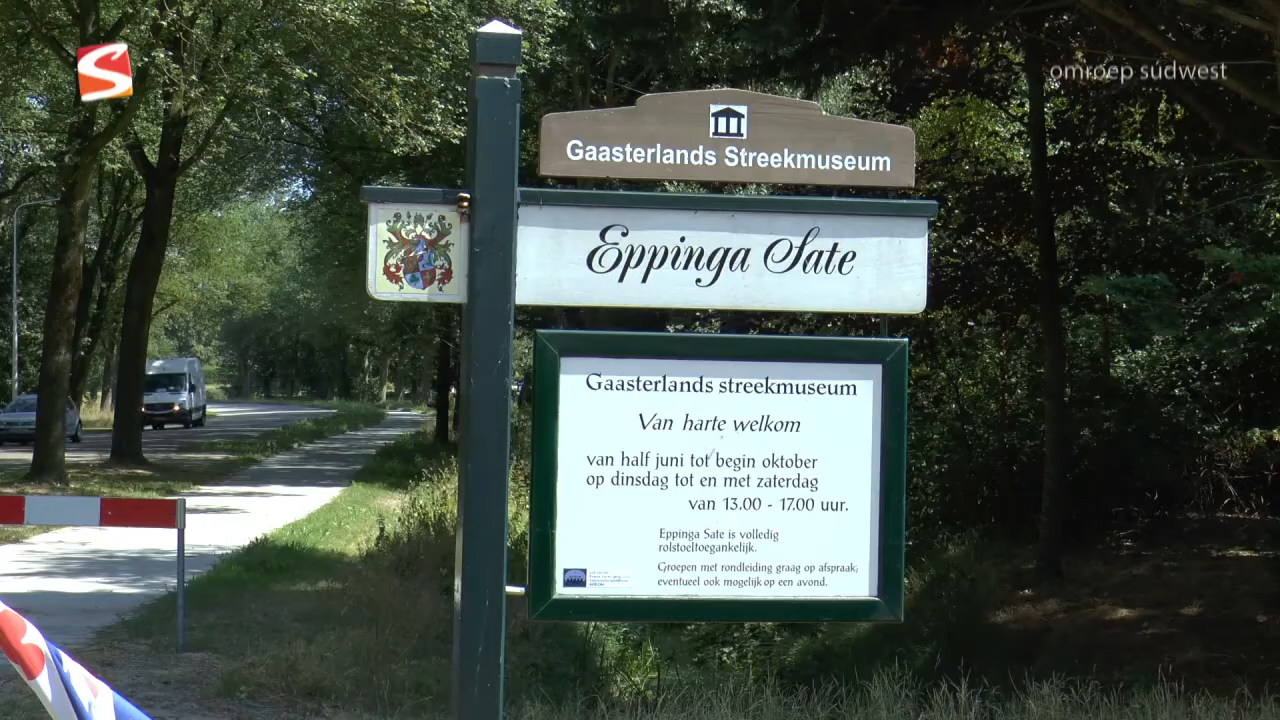 omroep súdwest
Gaasterlands Streekmuseum
Eppinga State
Gaasterlands streekmuseum
Van harte welkom
van half juni tot begin oktober
op dinsdag tot en met zaterdag
van 13.00 - 17.00 uur.
Eppinga Sate is volledig
rolstoeltoegankelijk.
Groepen met rondleiding graag op afspraak;
eventueel ook mogelijk op een avond.